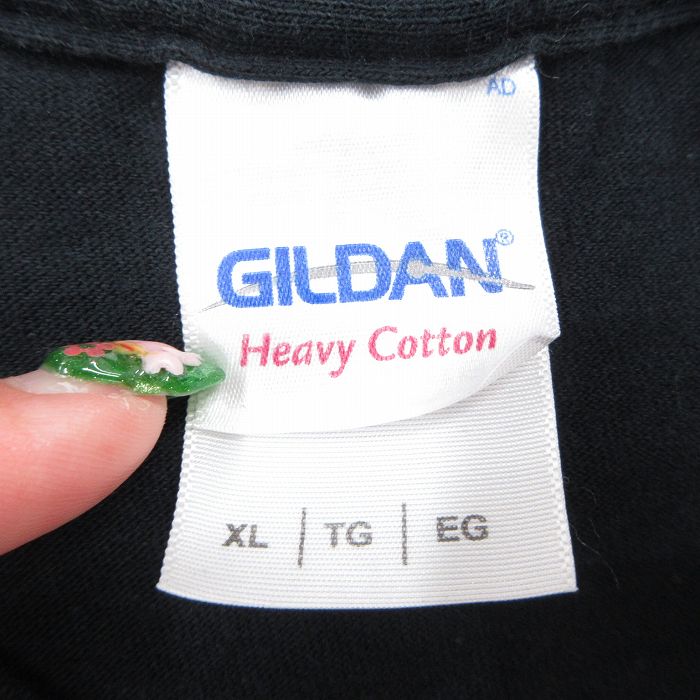 AD
GILDAN®
Heavy Cotton
XL | TG | EG